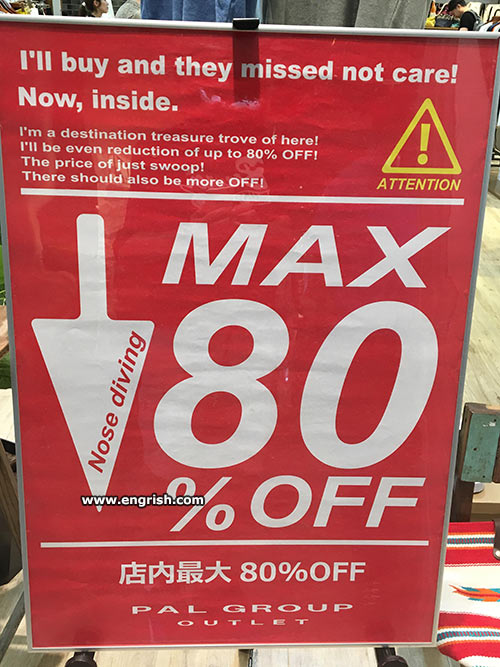 I'll buy and they missed not care!
Now, inside.
I'm a destination treasure trove of here!
I'll be even reduction of up to 80% OFF!
The price of just swoop!
There should also be more OFF!
ATTENTION
MAX
80
% OFF
Nose diving
www.engrish.com
店内最大 80%OFF
PAL GROUP
OUTLET